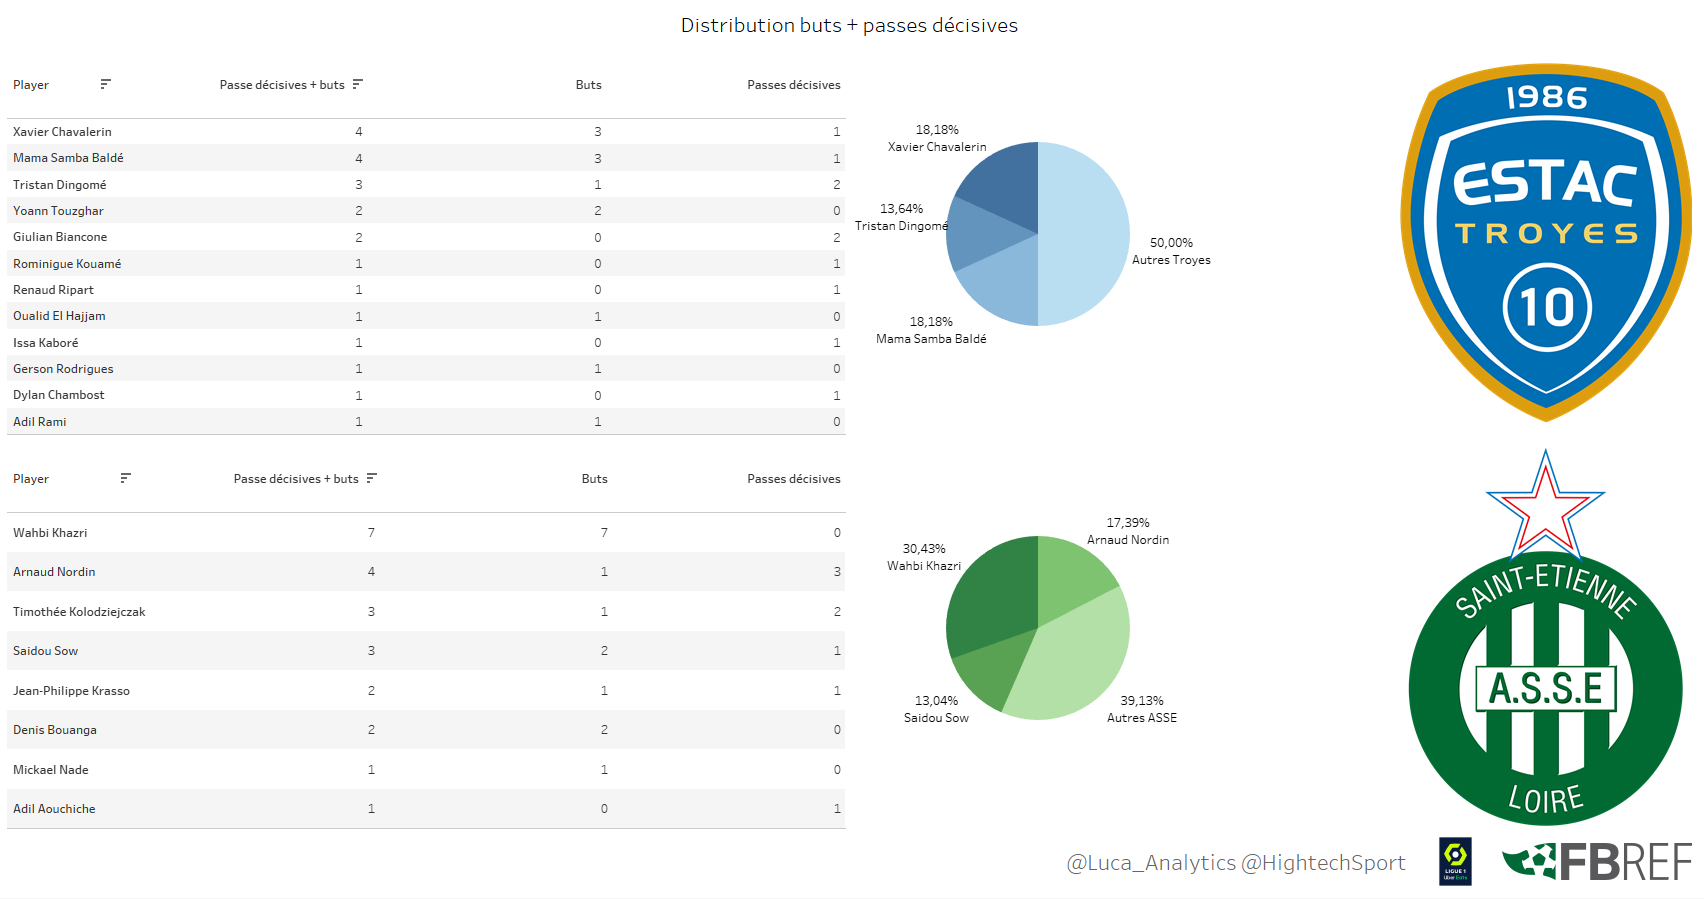 Distribution buts + passes décisives
Player Passe décisives + buts Buts Passes décisives
Xavier Chavalerin 4 3 1
Mama Samba Baldé 4 3 1
Tristan Dingomé 3 1 2
Yoann Touzghar 2 2 0
Giulian Biancone 2 0 2
Rominigue Kouamé 1 0 1
Renaud Ripart 1 0 1
Oualid El Hajjam 1 1 0
Issa Kaboré 1 0 1
Gerson Rodrigues 1 1 0
Dylan Chambost 1 0 1
Adil Rami 1 1 0
18,18%
Xavier Chavalerin
13,64%
Tristan Dingomé
50,00%
Autres Troyes
18,18%
Mama Samba Baldé
1986
ESTAC
TROYES
10
Player Passe décisives + buts Buts Passes décisives
Wahbi Khazri 7 7 0
Arnaud Nordin 4 1 3
Timothée Kolodziejczak 3 1 2
Saidou Sow 3 2 1
Jean-Philippe Krasso 2 1 1
Denis Bouanga 2 2 0
Mickael Nade 1 1 0
Adil Aouchiche 1 0 1
17,39%
Arnaud Nordin
30,43%
Wahbi Khazri
13,04%
Saidou Sow
39,13%
Autres ASSE
SAINT-ETIENNE
A.S.S.E
LOIRE
@Luca_Analytics @HightechSport
LIGUE 1
Uber Eats
FBREF